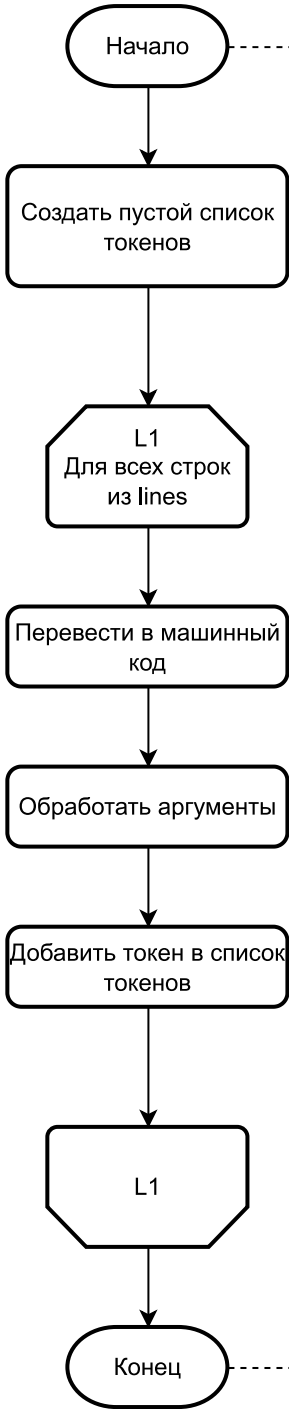 Начало
Создать пустой список
токенов
L1
Для всех строк
из lines
Перевести в машинный
код
Обработать аргументы
Добавить токен в список
токенов
L1
Конец